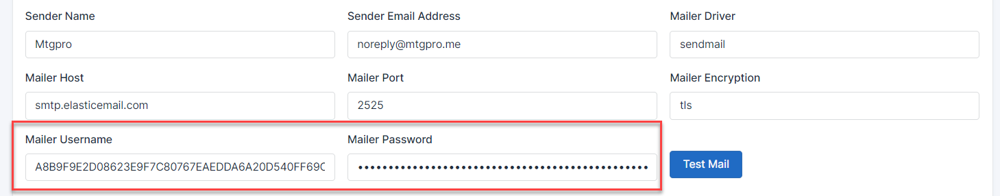 Sender Name Sender Email Address Mailer Driver
Mtgpro noreply@mtgpro.me sendmail
Mailer Host Mailer Port Mailer Encryption
smtp.elasticemail.com 2525 tls
Mailer Username Mailer Password
A8B9F9E2D08623E9F7C80767EAEDDA6A20D540FF69C ••••••••••••••••••••••••••••••••••••••••••••••••
Test Mail